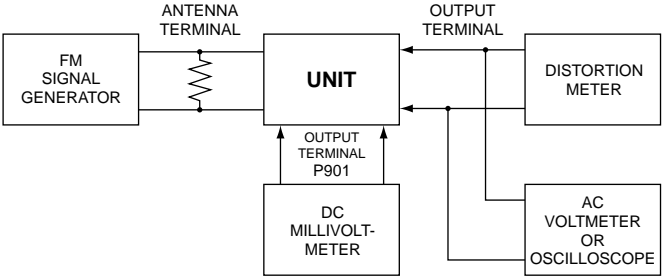 ANTENNA
TERMINAL
OUTPUT
TERMINAL
FM
SIGNAL
GENERATOR
UNIT
DISTORTION
METER
OUTPUT
TERMINAL
P901
DC
MILLIVOLT-
METER
AC
VOLTMETER
OR
OSCILLOSCOPE